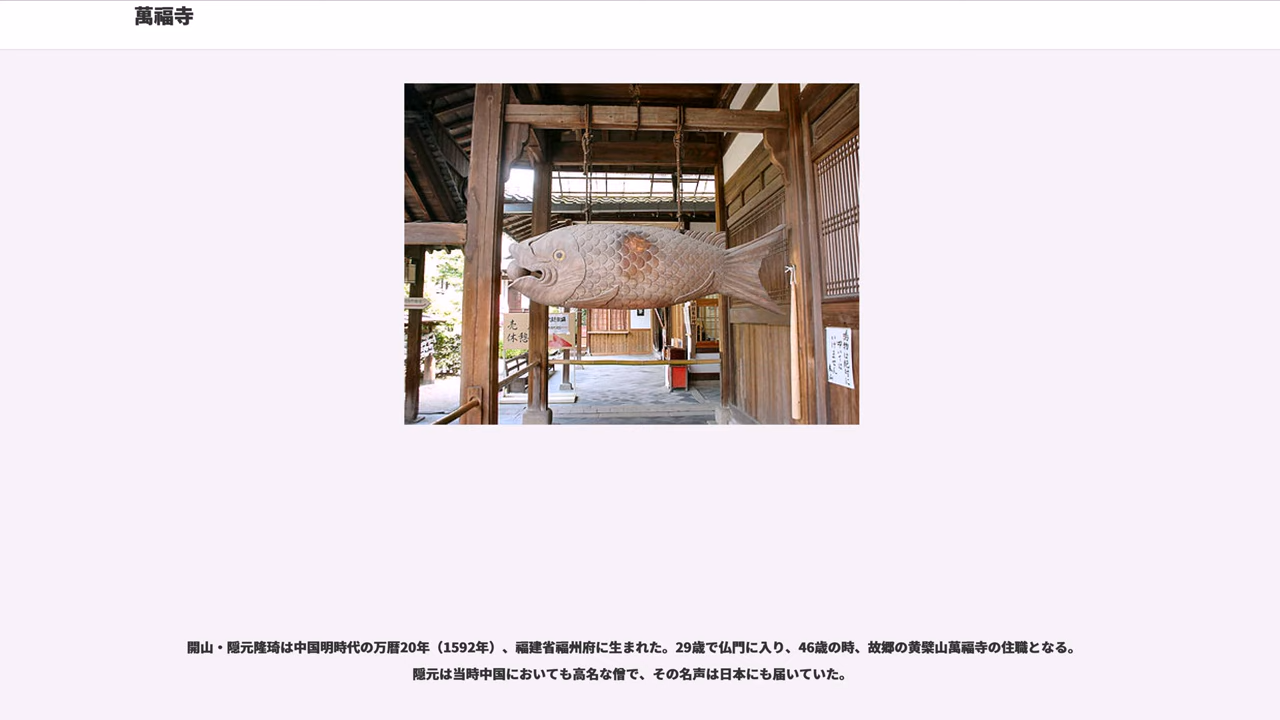 萬福寺
売
休憩
開山・隠元隆琦は中国明時代の万暦20年（1592年）、福建省福州府に生まれた。29歳で仏門に入り、46歳の時、故郷の黄檗山萬福寺の住職となる。
隠元は当時中国においても高名な僧で、その名声は日本にも届いていた。